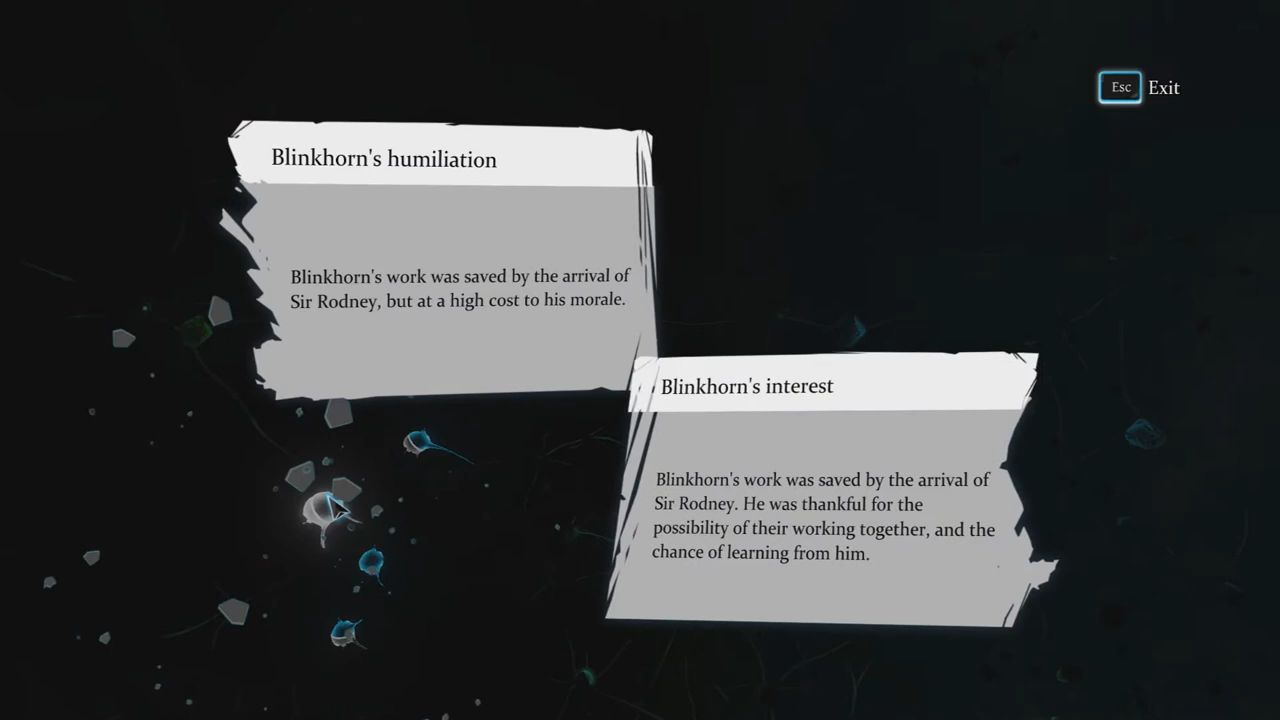 Esc Exit
Blinkhorn's humiliation
Blinkhorn's work was saved by the arrival of
Sir Rodney, but at a high cost to his morale.
Blinkhorn's interest
Blinkhorn's work was saved by the arrival of
Sir Rodney. He was thankful for the
possibility of their working together, and the
chance of learning from him.